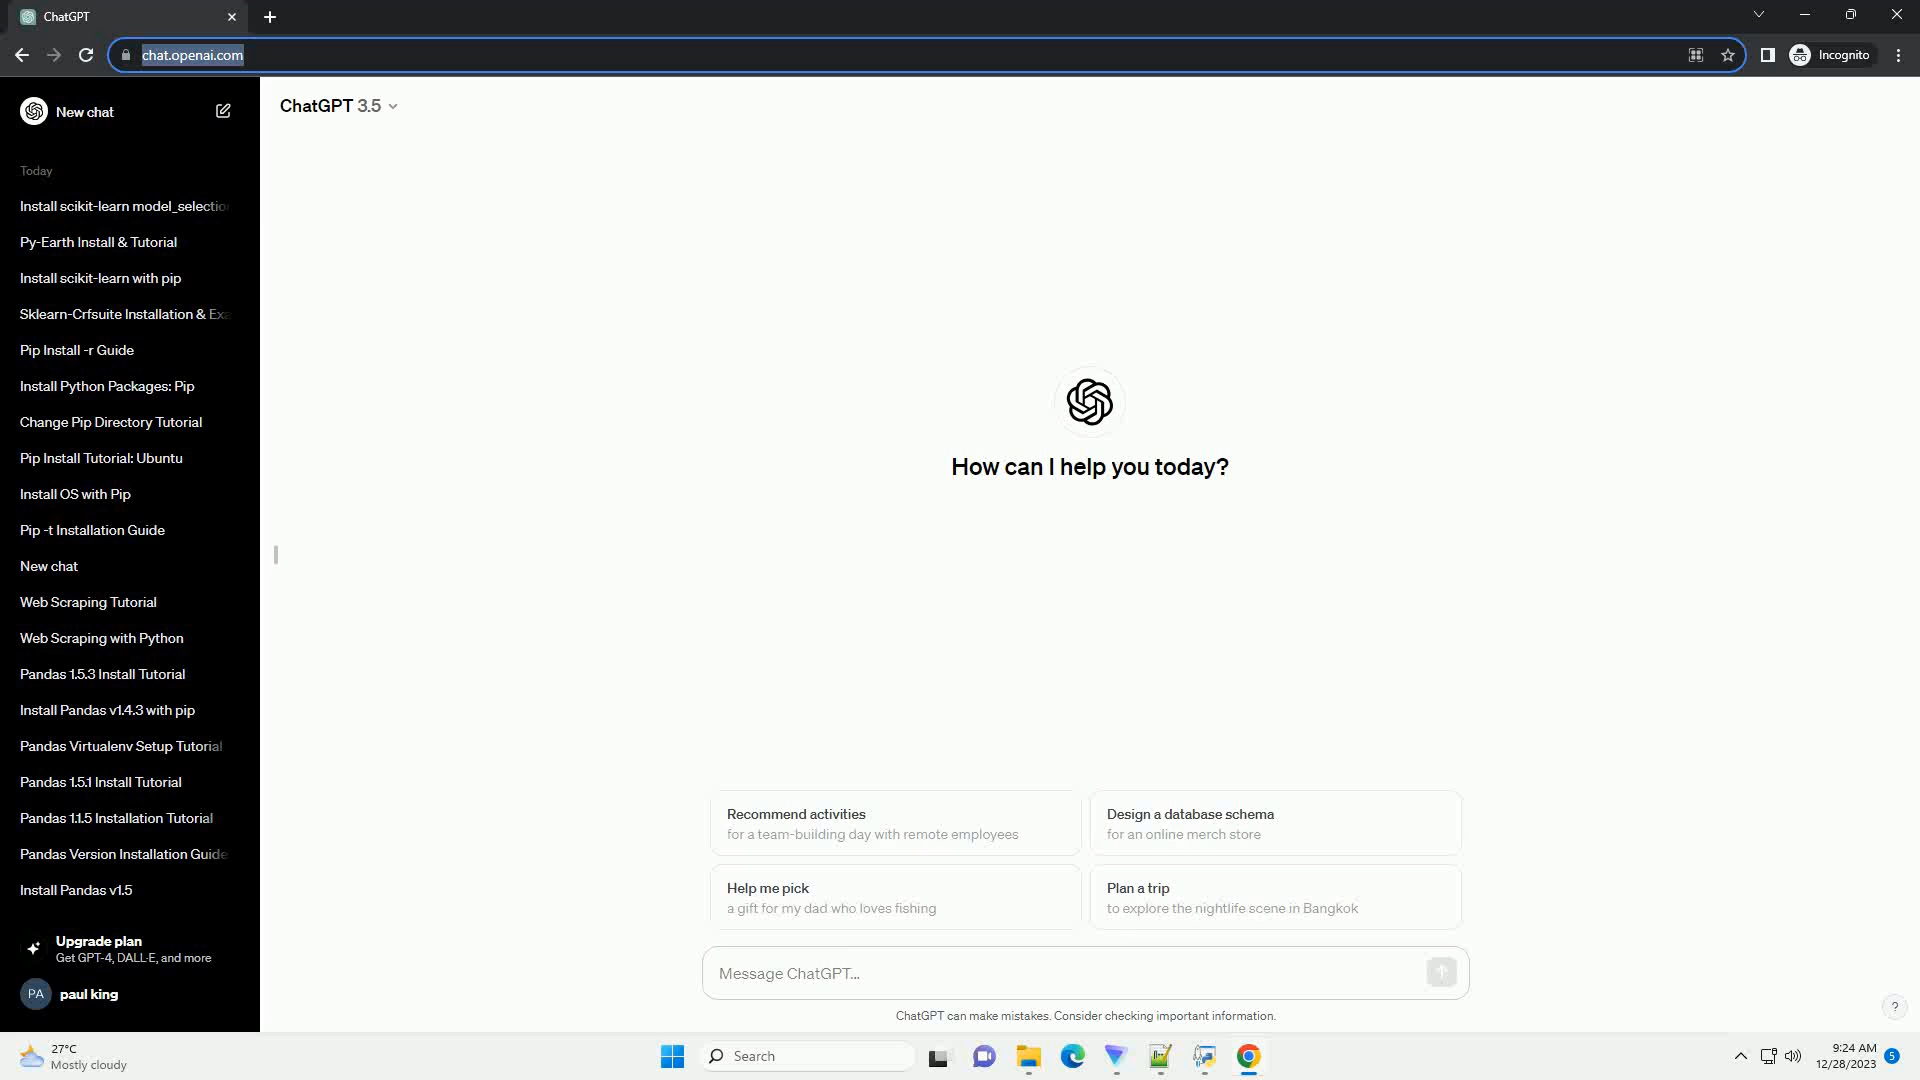 ChatGPT
chat.openai.com
Incognito
New chat
ChatGPT 3.5
Today
Install scikit-learn model_selectio
Py-Earth Install & Tutorial
Install scikit-learn with pip
Sklearn-Crfsuite Installation & Exa
Pip Install -r Guide
Install Python Packages: Pip
Change Pip Directory Tutorial
Pip Install Tutorial: Ubuntu
Install OS with Pip
Pip -t Installation Guide
New chat
Web Scraping Tutorial
Web Scraping with Python
Pandas 1.5.3 Install Tutorial
Install Pandas v1.4.3 with pip
Pandas Virtualenv Setup Tutorial
Pandas 1.5.1 Install Tutorial
Pandas 1.1.5 Installation Tutorial
Pandas Version Installation Guide
Install Pandas v1.5
Upgrade plan
Get GPT-4, DALL·E, and more
PA
paul king
How can I help you today?
Recommend activities
for a team-building day with remote employees
Design a database schema
for an online merch store
Help me pick
a gift for my dad who loves fishing
Plan a trip
to explore the nightlife scene in Bangkok
Message ChatGPT...
ChatGPT can make mistakes. Consider checking important information.
?
27°C
Mostly cloudy
Search
9:24 AM
12/28/2023
5